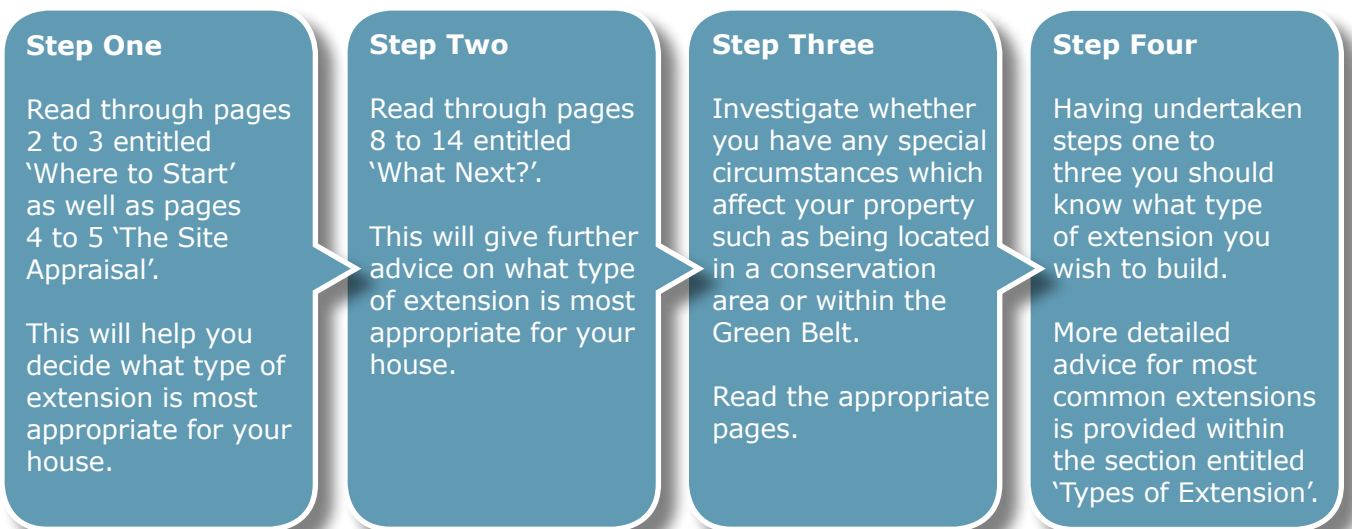 Step One
Read through pages
2 to 3 entitled
‘Where to Start’
as well as pages
4 to 5 ‘The Site
Appraisal’.
This will help you
decide what type of
extension is most
appropriate for your
house.
Step Two
Read through pages
8 to 14 entitled
‘What Next?’.
This will give further
advice on what type
of extension is most
appropriate for your
house.
Step Three
Investigate whether
you have any special
circumstances which
affect your property
such as being located
in a conservation
area or within the
Green Belt.
Read the appropriate
pages.
Step Four
Having undertaken
steps one to
three you should
know what type
of extension you
wish to build.
More detailed
advice for most
common extensions
is provided within
the section entitled
‘Types of Extension’.